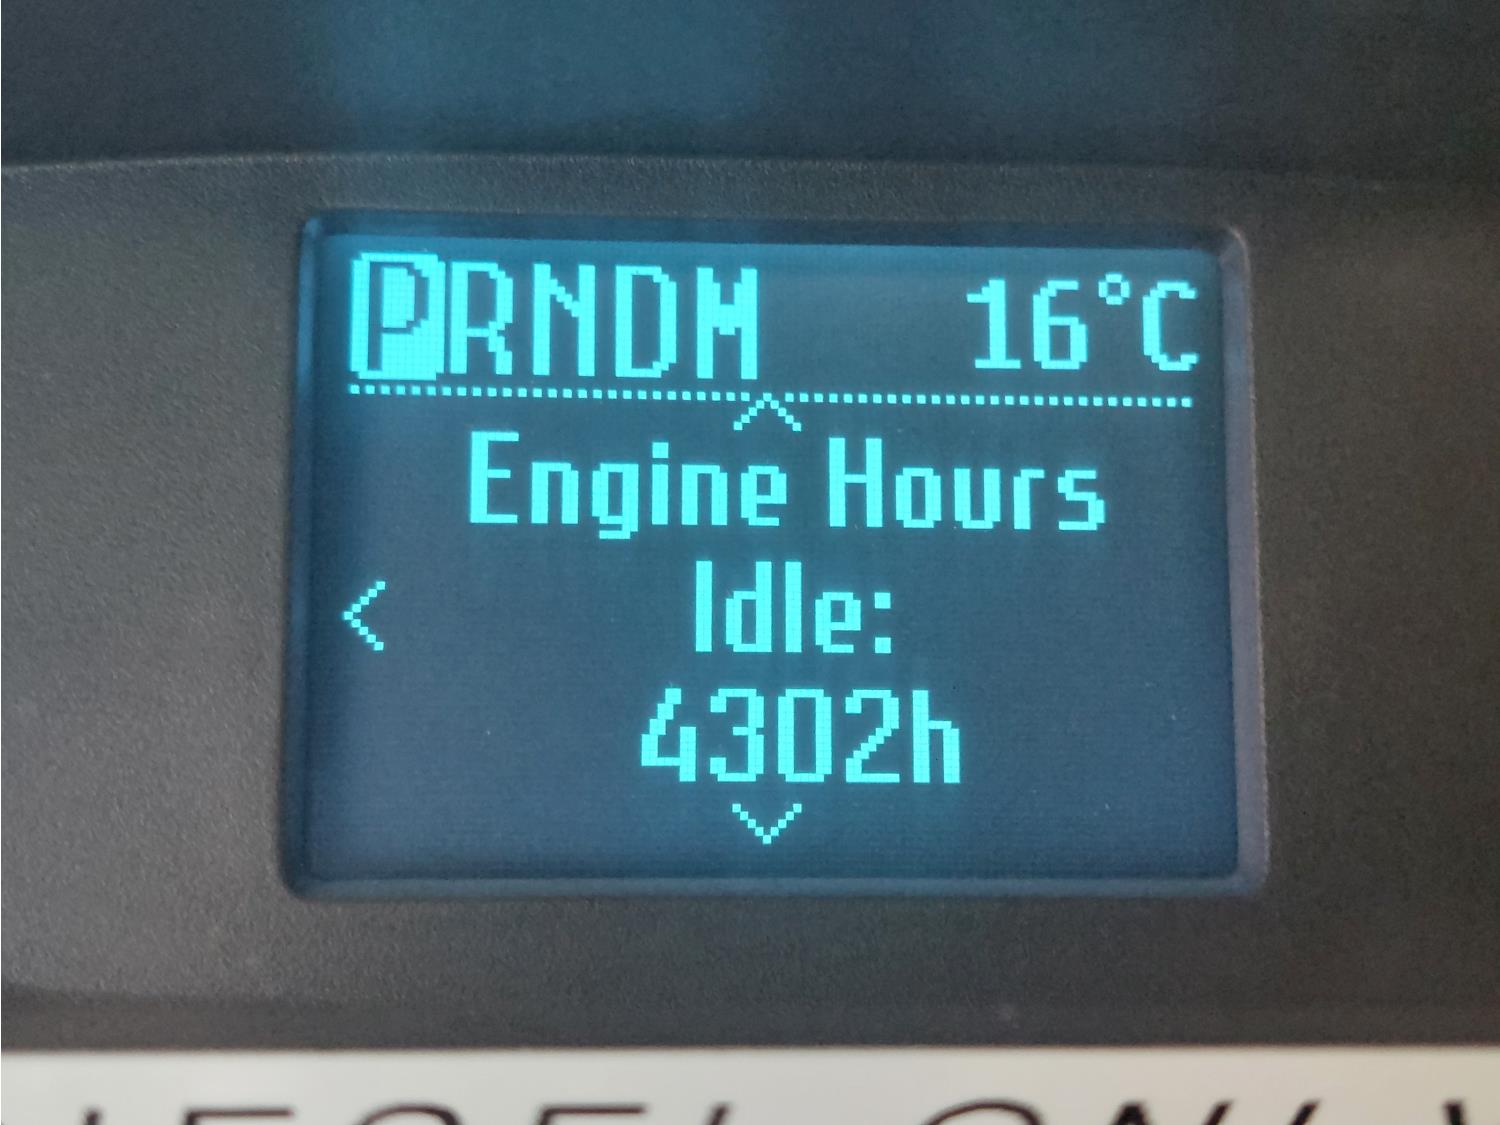 PRNDM 16°C
Engine Hours
Idle:
4302h